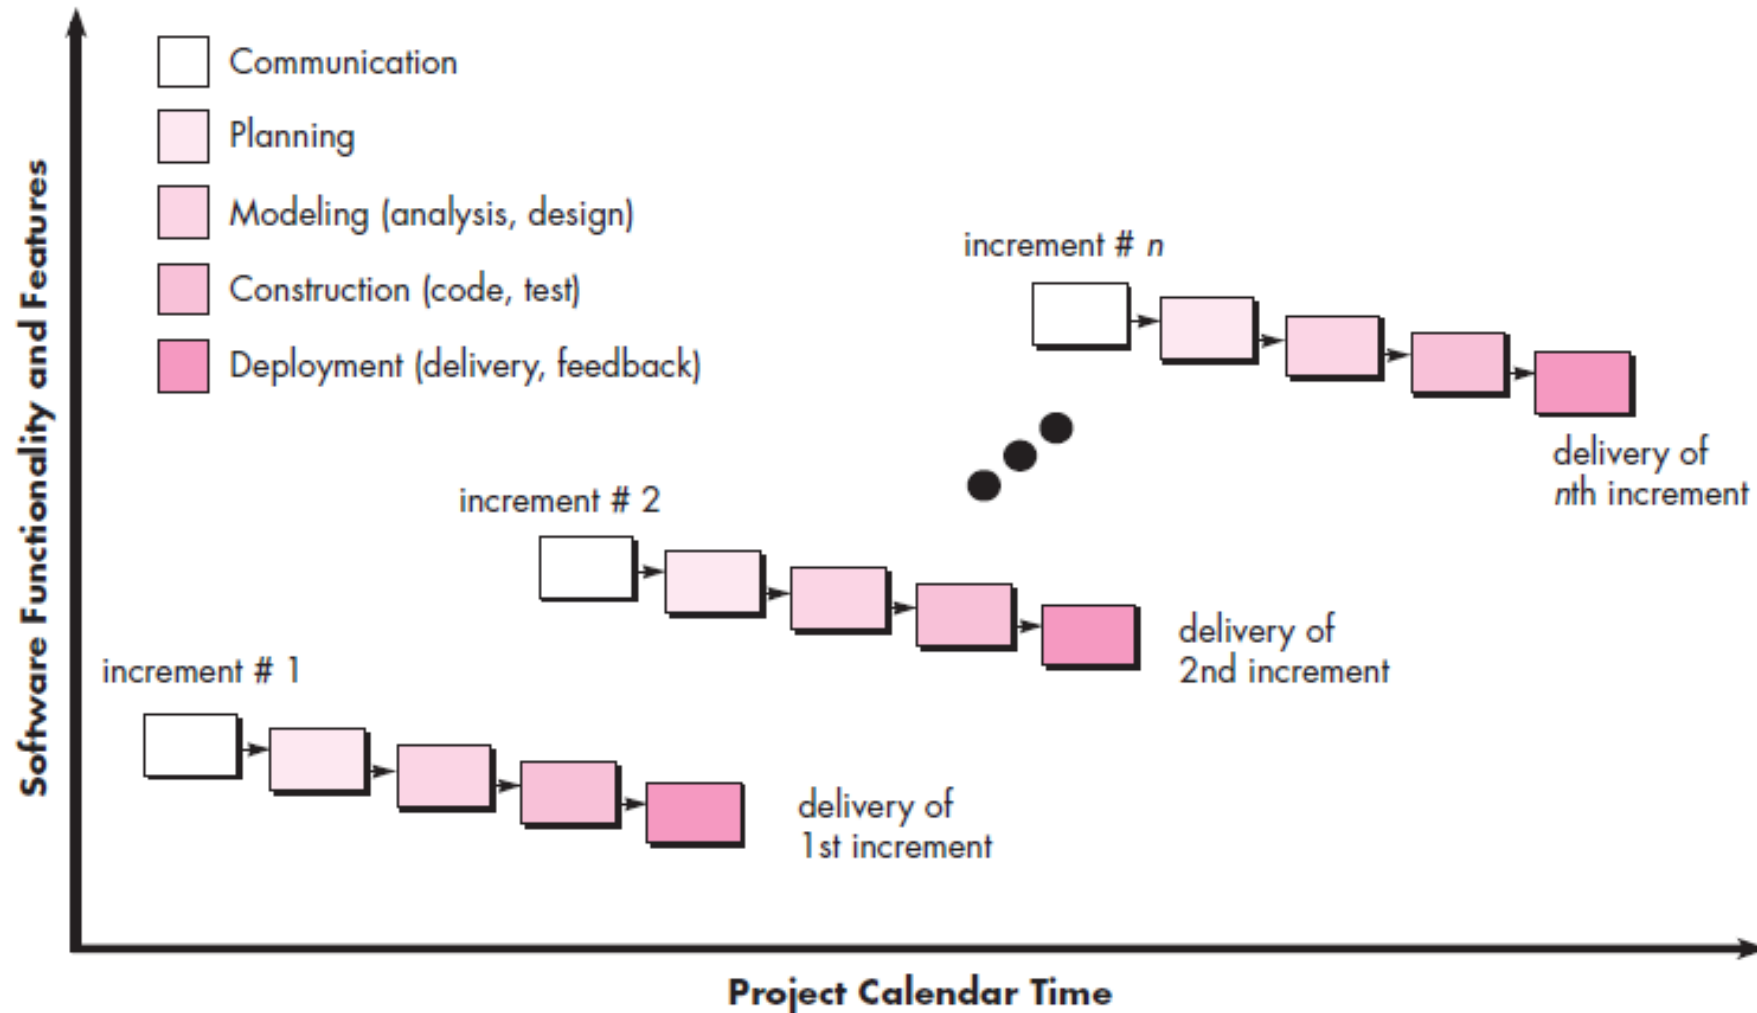 Communication
Planning
Modeling (analysis, design)
Construction (code, test)
Deployment (delivery, feedback)
Software Functionality and Features
increment # n
delivery of
nth increment
increment # 2
delivery of
2nd increment
increment # 1
delivery of
1st increment
Project Calendar Time